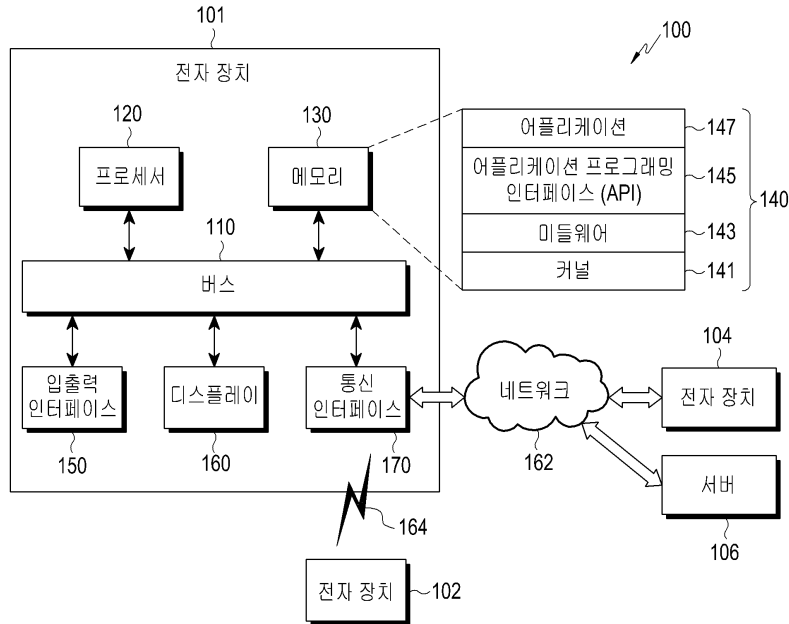 101
100
전자 장치
120
130
프로세서
메모리
어플리케이션
147
어플리케이션 프로그래밍
인터페이스 (API)
145
140
미들웨어
143
커널
141
110
버스
입출력
인터페이스
디스플레이
통신
인터페이스
150
160
170
네트워크
162
104
전자 장치
서버
106
164
전자 장치
102